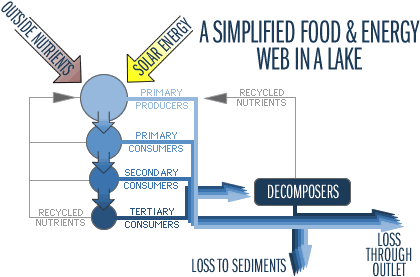 A SIMPLIFIED FOOD & ENERGY
WEB IN A LAKE
OUTSIDE NUTRIENTS
SOLAR ENERGY
PRIMARY
PRODUCERS
RECYCLED
NUTRIENTS
PRIMARY
CONSUMERS
SECONDARY
CONSUMERS
DECOMPOSERS
RECYCLED
NUTRIENTS
TERTIARY
CONSUMERS
LOSS
THROUGH
OUTLET
LOSS TO SEDIMENTS